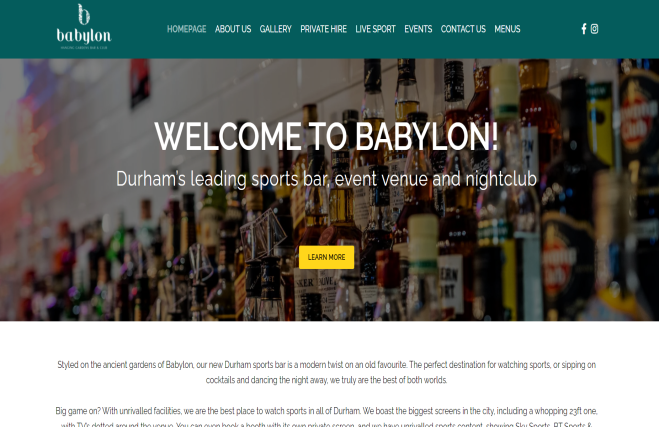 babylon
HOMEPAGE ABOUT US GALLERY PRIVATE HIRE LIVE SPORT EVENTS CONTACT US MENUS
WELCOME TO BABYLON!
Durham's leading sports bar, event venue and nightclub
LEARN MORE
Styled on the ancient gardens of Babylon, our new Durham sports bar is a modern twist on an old favourite. The perfect destination for watching sports, or sipping on
cocktails and dancing the night away, we truly are the best of both worlds.
Big game on? With unrivalled facilities, we are the best place to watch sports in all of Durham. We boast the biggest screens in the city, including a whopping 23ft one,
with TV's dotted around the venue. You can even book a booth with its own private screen, and we have unrivalled sports content, showing Sky Sports, BT Sports &